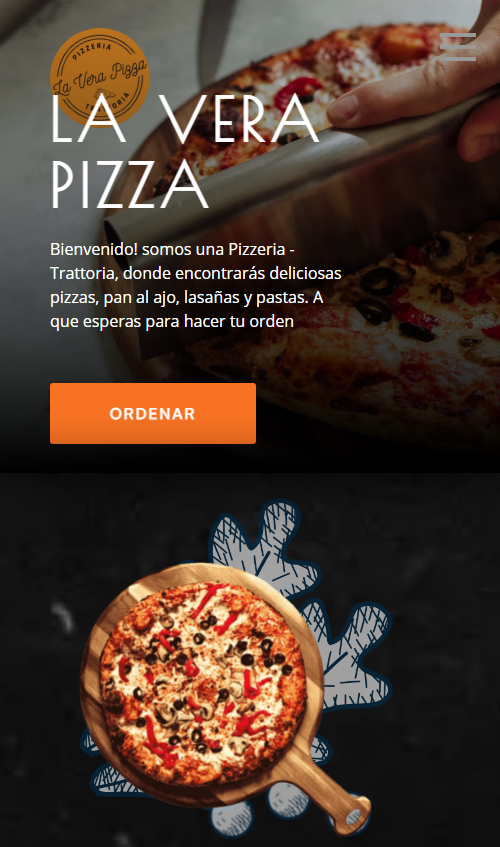 PIZZERIA
La Vera Pizza
TRATTORIA
LA VERA
PIZZA
Bienvenido! somos una Pizzeria -
Trattoria, donde encontrarás deliciosas
pizzas, pan al ajo, lasañas y pastas. A
que esperas para hacer tu orden
ORDENAR